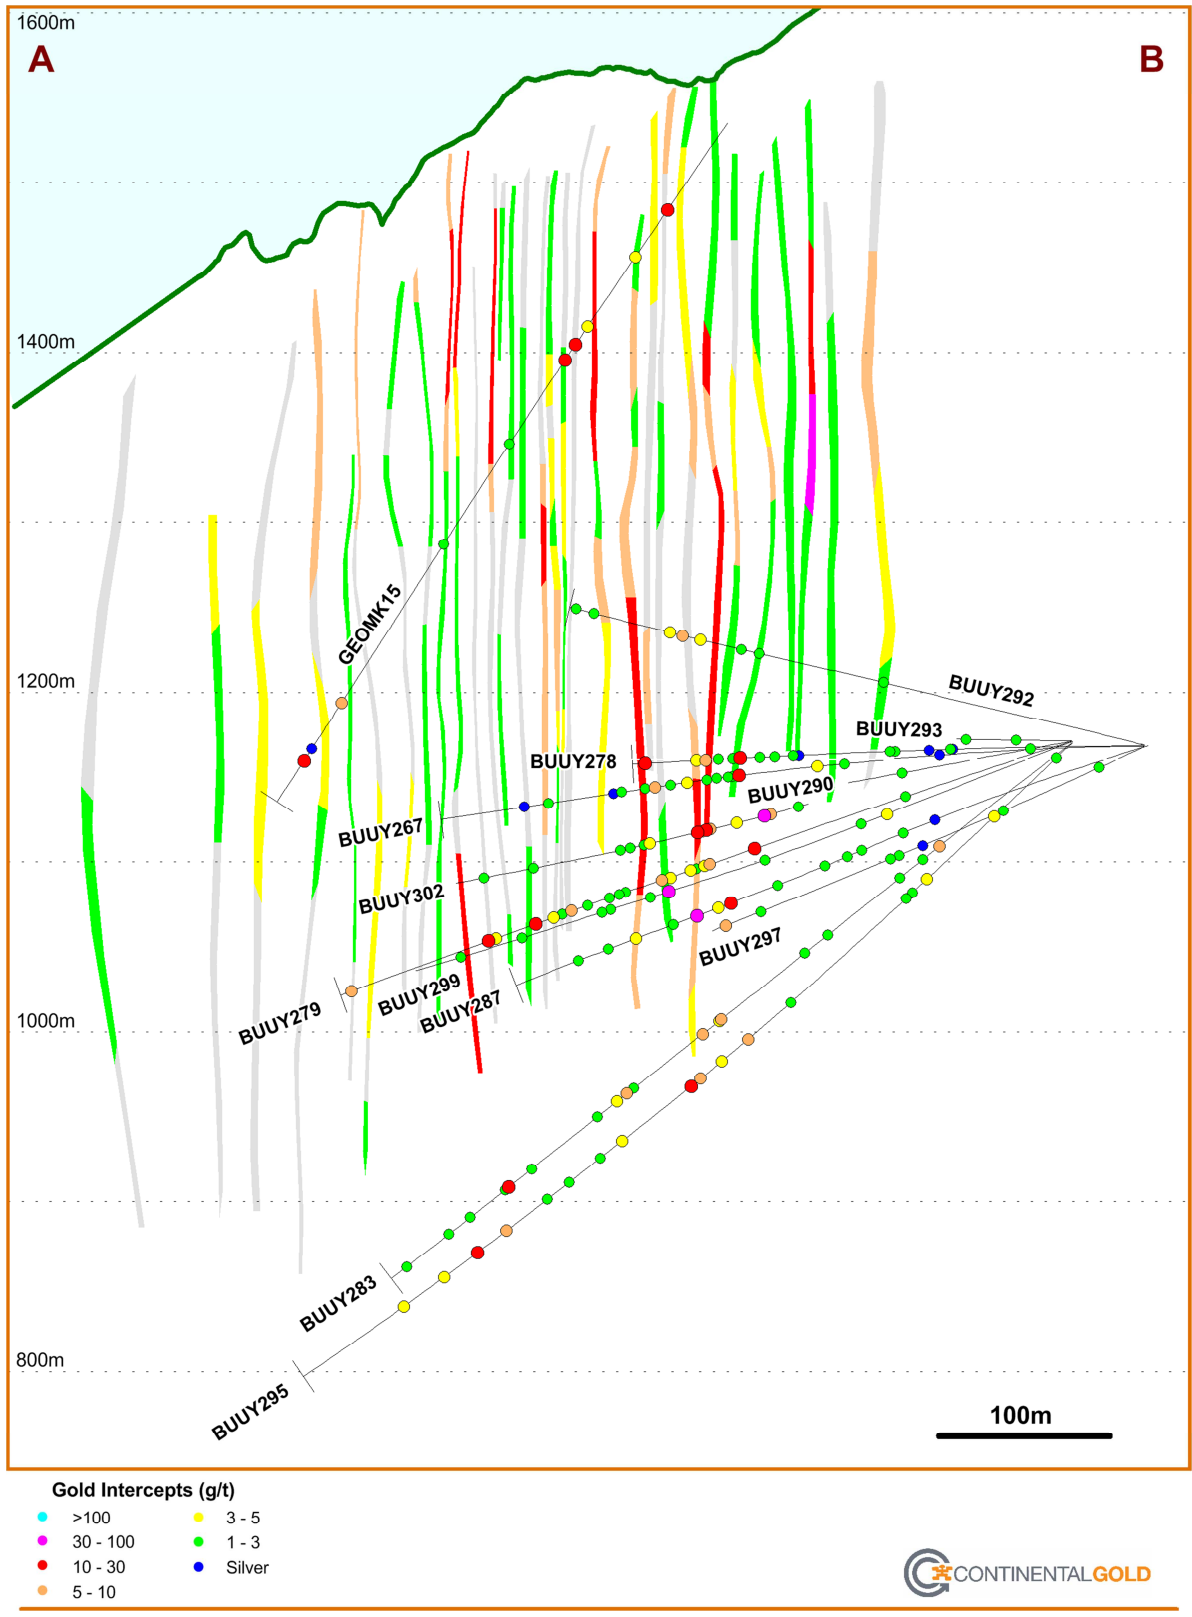 1600m
A
B
1400m
GEOMK15
1200m
BUUY292
BUUY293
BUUY278
BUUY290
BUUY267
BUUY302
BUUY297
BUUY299
BUUY287
BUUY279
1000m
BUUY283
800m
BUUY295
100m
Gold Intercepts (g/t)
>100
3 - 5
30 - 100
1 - 3
10 - 30
Silver
5 - 10
CONTINENTALGOLD